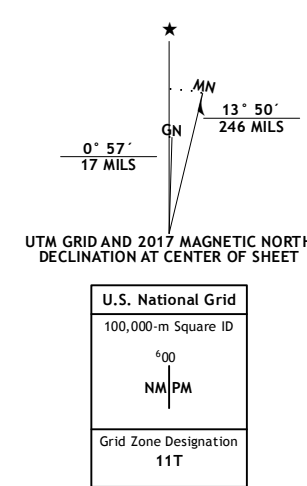 ★
MN
GN
13° 50´
246 MILS
0° 57´
17 MILS
UTM GRID AND 2017 MAGNETIC NORTH
DECLINATION AT CENTER OF SHEET
U.S. National Grid
100,000-m Square ID
⁶00
NM PM
Grid Zone Designation
11T